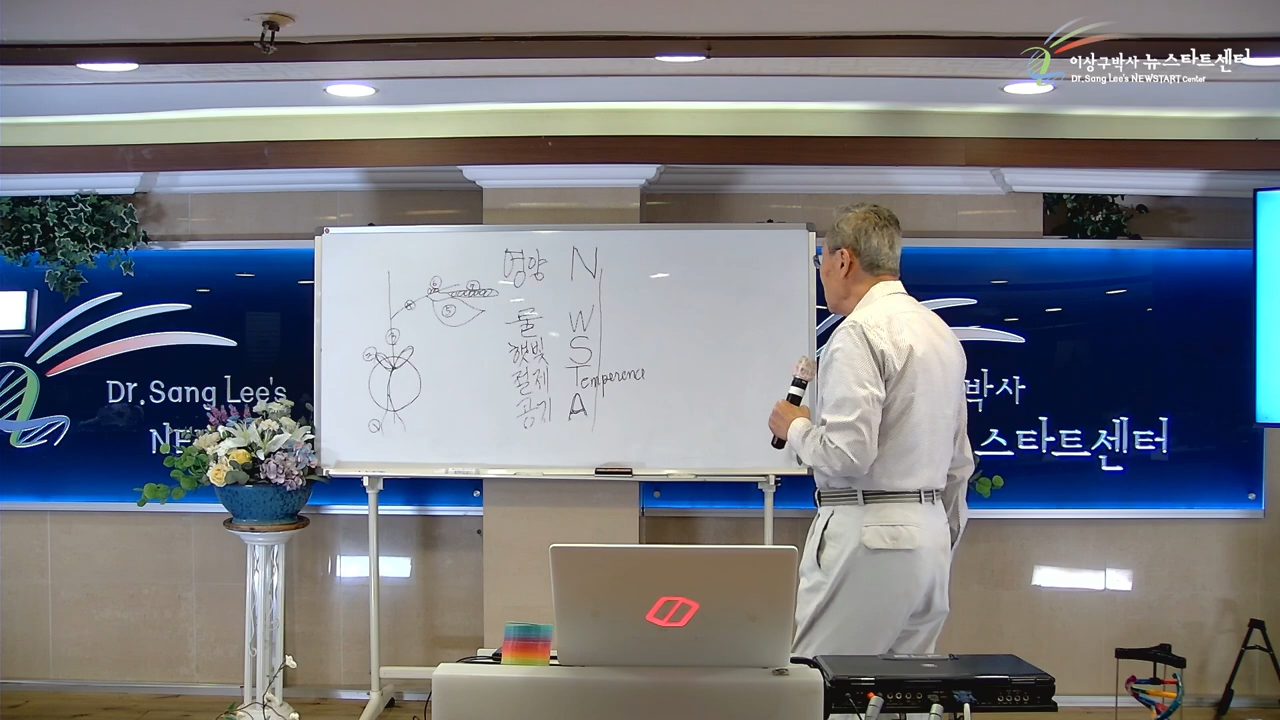 이상구박사 뉴스타트센터
Dr.Sang Lee's NEWSTART Center
영양 N
물 W
햇빛 S
절제 Temperence
공기 A
Dr.Sang Lee's
박사
스타트센터